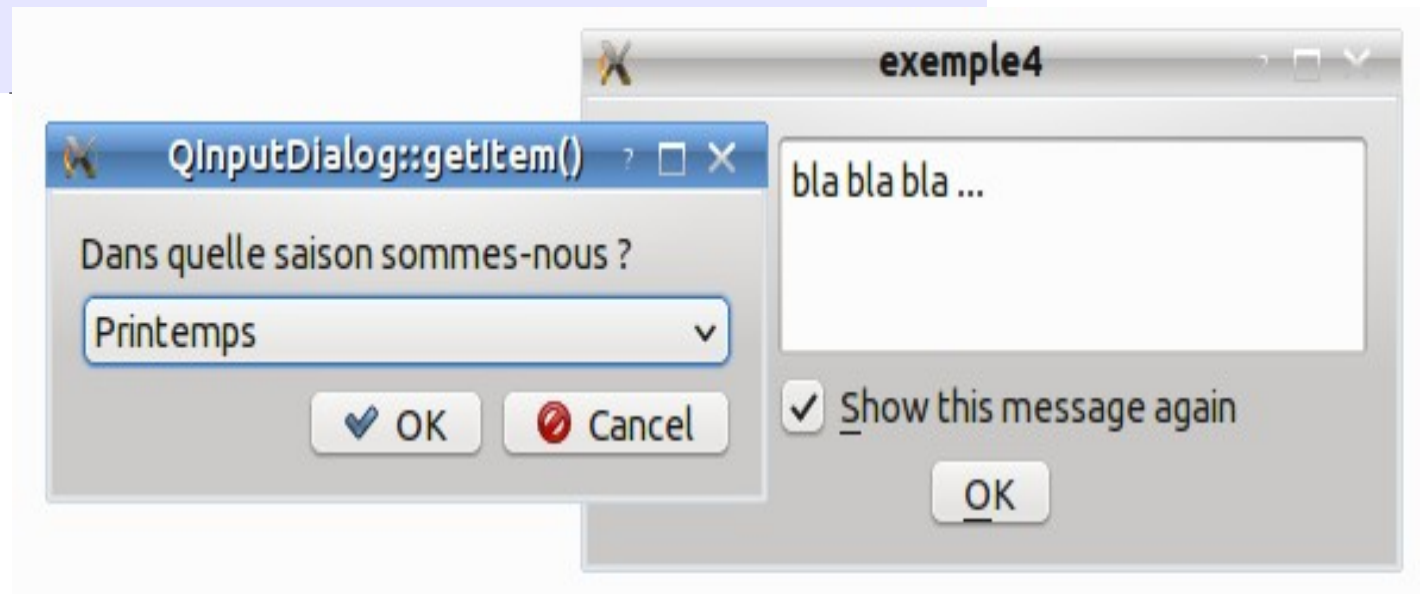 exemple4
QInputDialog::getItem()
bla bla bla ...
Dans quelle saison sommes-nous ?
Printemps
Show this message again
OK
Cancel
OK